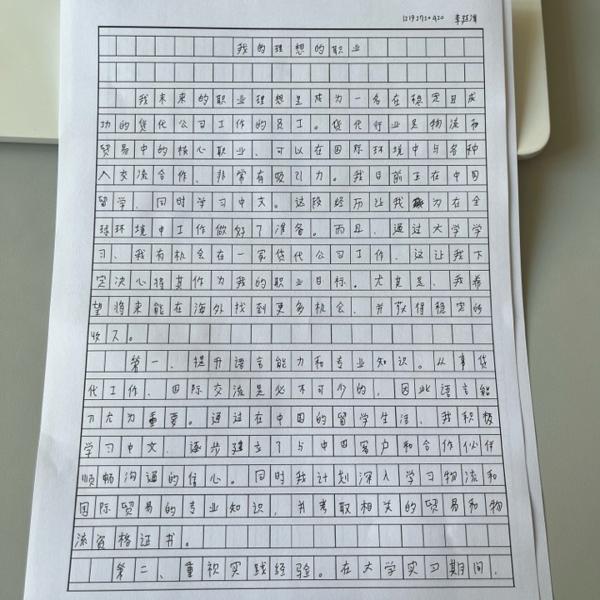 12192720420 李
我的理想的职业
我未来的职业理想是成为一名在稳定且成
功的货代公司工作的员工。货代行业是物流和
贸易中的核心职业，可以在国际环境中与各种
人交流合作，非常有吸引力。我目前正在中国
留学，同时学习中文。这段经历让我为在全
球环境中工作做好了准备。而且，通过大学学
习，我有机会在一家货代公司工作，这让我下
定决心将其作为我的职业目标。尤其是，我希
望将来能在海外找到更多机会，并获得稳定的
收入。
第一、提升语言能力和专业知识。从事货
代工作，国际交流是必不可少的，因此语言能
力尤为重要。通过在中国的留学生活，我积极
学习中文，逐步建立了与中国客户和合作伙伴
顺畅沟通的信心。同时我计划深入学习物流和
国际贸易的专业知识，并考取相关的贸易和物
流资格证书。
第二、重视实践经验。在大学实习期间，